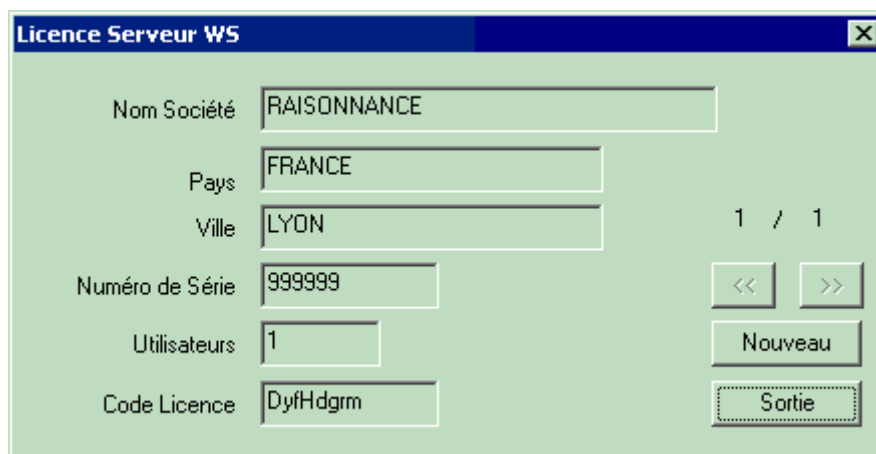 Licence Serveur WS
Nom Société RAISONNANCE
Pays FRANCE
Ville LYON
1 / 1
Numéro de Série 999999
<< >>
Utilisateurs 1
Nouveau
Code Licence DyfHdgrm
Sortie